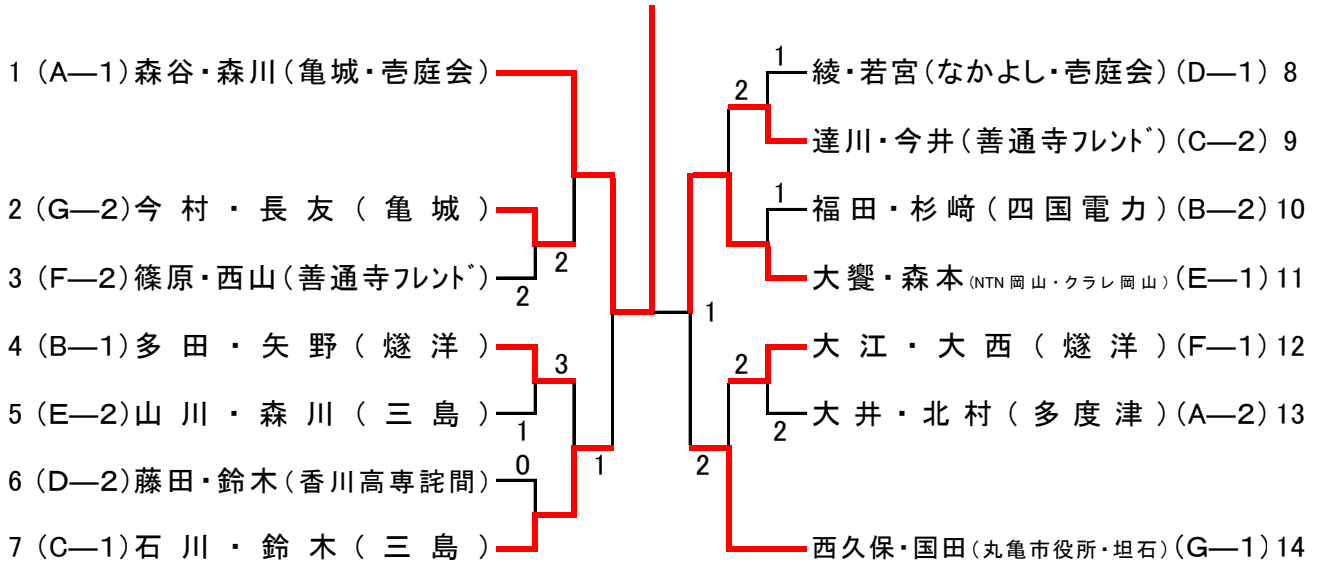 1 (A―1)森谷・森川(亀城・壱庭会)
2 (G―2)今村・長友(亀城)
3 (F―2)篠原・西山(善通寺フレンド)
4 (B―1)多田・矢野(燧洋)
5 (E―2)山川・森川(三島)
6 (D―2)藤田・鈴木(香川高専詫間)
7 (C―1)石川・鈴木(三島)
2
2
3
1
0
1
1
2
1
1
2
2
2
綾・若宮(なかよし・壱庭会)(D―1) 8
達川・今井(善通寺フレンド)(C―2) 9
福田・杉﨑(四国電力)(B―2)10
大饗・森本(NTN岡山・クラレ岡山)(E―1)11
大江・大西(燧洋)(F―1)12
大井・北村(多度津)(A―2)13
西久保・国田(丸亀市役所・坦石)(G―1)14